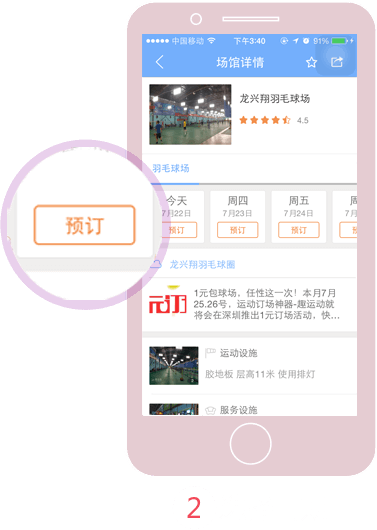 中国移动
下午3:40
91%
场馆详情
龙兴翔羽毛球场
4.5
羽毛球场
今天
7月22日
预订
周四
7月23日
预订
周五
7月24日
预订
预订
龙兴翔羽毛球圈
元订
1元包球场，任性这一次！本月7月
25.26号，运动订场神器-趣运动就
将会在深圳推出1元订场活动，快…
运动设施
胶地板 层高11米 使用排灯
服务设施
2